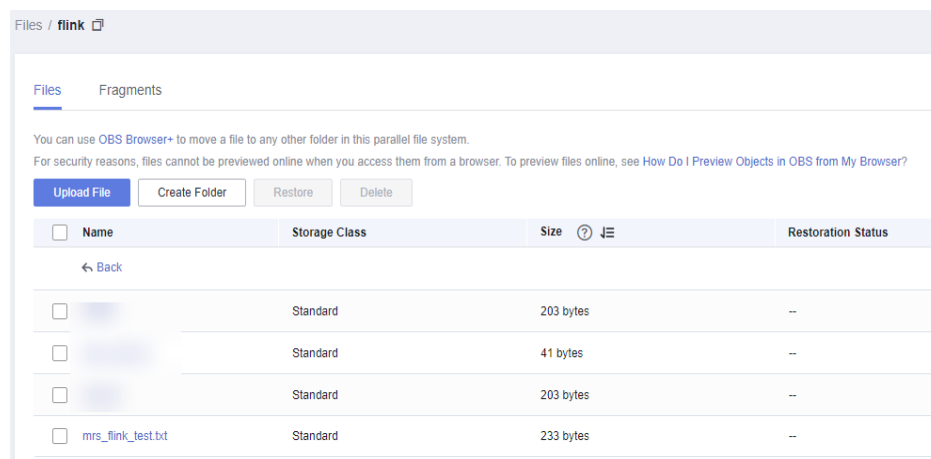 Files / flink
Files Fragments
You can use OBS Browser+ to move a file to any other folder in this parallel file system.
For security reasons, files cannot be previewed online when you access them from a browser. To preview files online, see How Do I Preview Objects in OBS from My Browser?
Upload File Create Folder Restore Delete
Name Storage Class Size ? Restoration Status
Back
Standard 203 bytes --
Standard 41 bytes --
Standard 203 bytes --
mrs_flink_test.txt Standard 233 bytes --